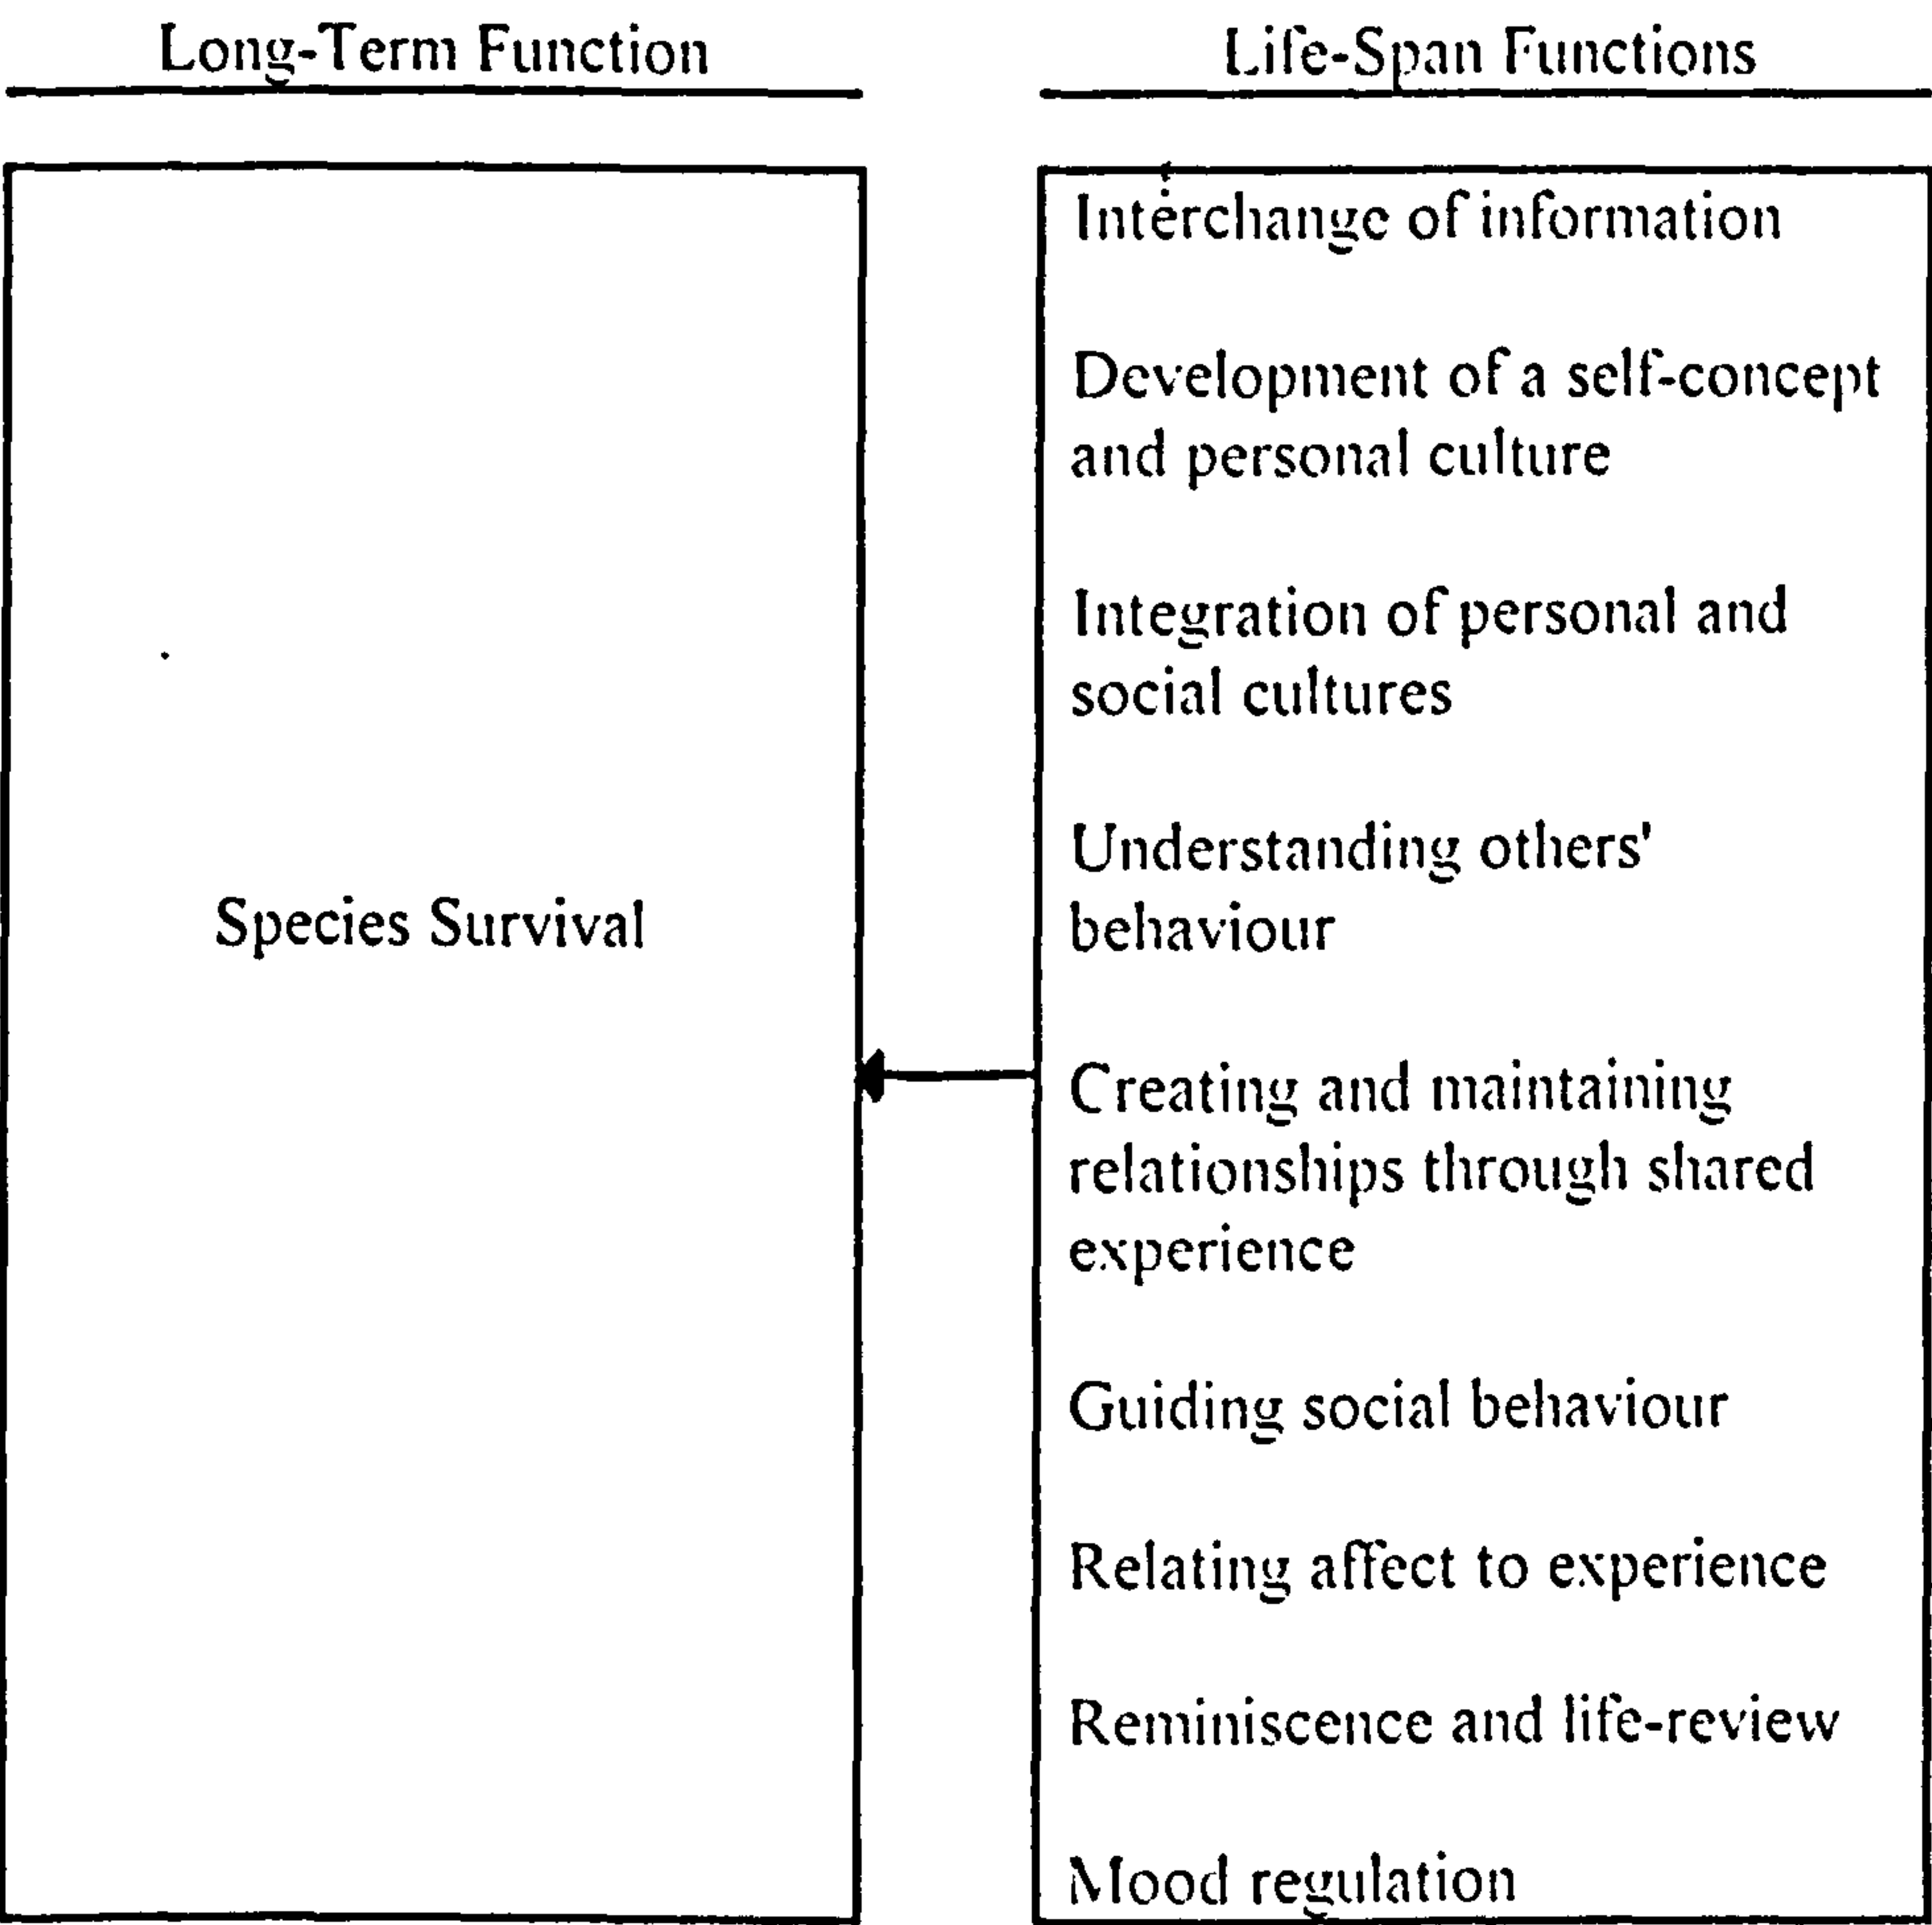 Long-Term Function
Life-Span Functions
Species Survival
Interchange of information
Development of a self-concept
and personal culture
Integration of personal and
social cultures
Understanding others'
behaviour
Creating and maintaining
relationships through shared
experience
Guiding social behaviour
Relating affect to experience
Reminiscence and life-review
Mood regulation